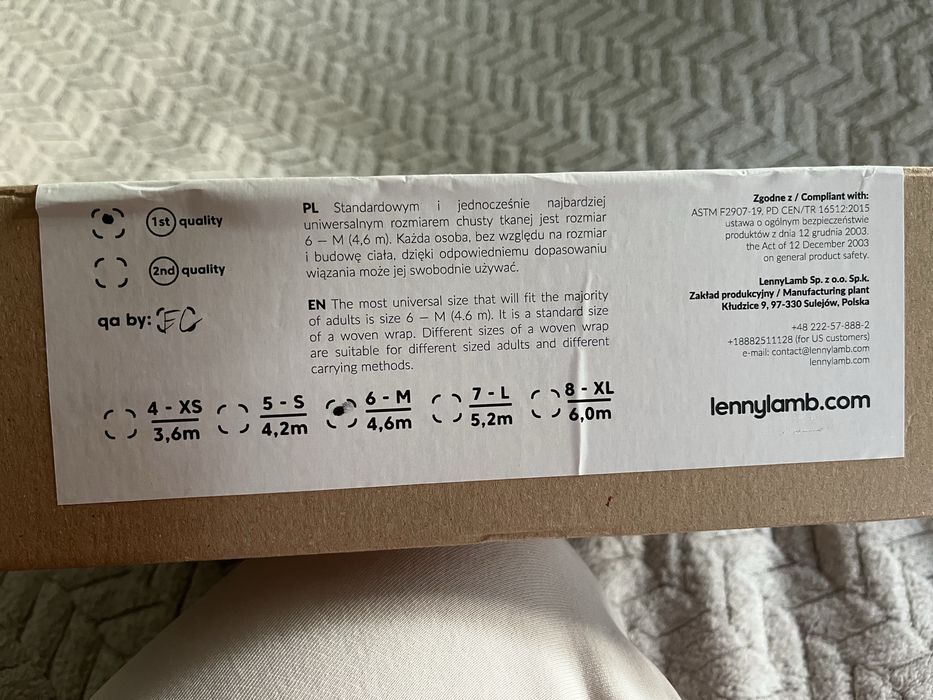 1st quality
2nd quality
qa by:
PL Standardowym i jednocześnie najbardziej
uniwersalnym rozmiarem chusty tkanej jest rozmiar
6 – M (4,6 m). Każda osoba, bez względu na rozmiar
i budowę ciała, dzięki odpowiedniemu dopasowaniu
wiązania może jej swobodnie używać.
EN The most universal size that will fit the majority
of adults is size 6 – M (4.6 m). It is a standard size
of a woven wrap. Different sizes of a woven wrap
are suitable for different sized adults and different
carrying methods.
Zgodne z / Compliant with:
ASTM F2907-19, PD CEN/TR 16512:2015
ustawa o ogólnym bezpieczeństwie
produktów z dnia 12 grudnia 2003.
the Act of 12 December 2003
on general product safety.
LennyLamb Sp. z o.o. Sp.k.
Zakład produkcyjny / Manufacturing plant
Kłudzice 9, 97-330 Sulejów, Polska
+48 222-57-888-2
+18882511128 (for US customers)
e-mail: contact@lennylamb.com
lennylamb.com
4 - XS 5 - S 6 - M 7 - L 8 - XL
3,6m 4,2m 4,6m 5,2m 6,0m
lennylamb.com